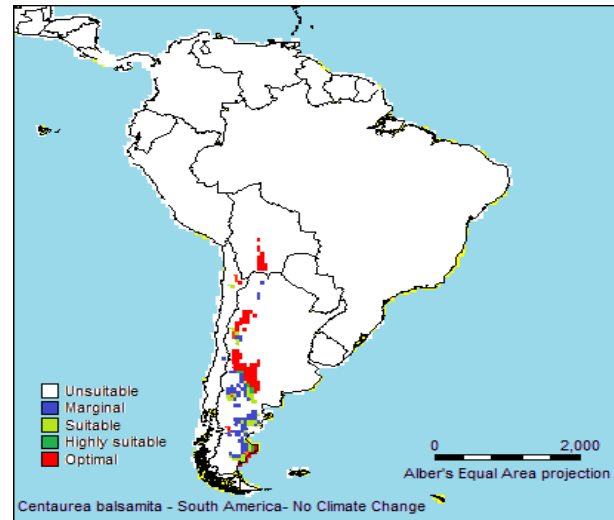 Unsuitable
Marginal
Suitable
Highly suitable
Optimal
0 2,000
Alber's Equal Area projection
Centaurea balsamita - South America- No Climate Change